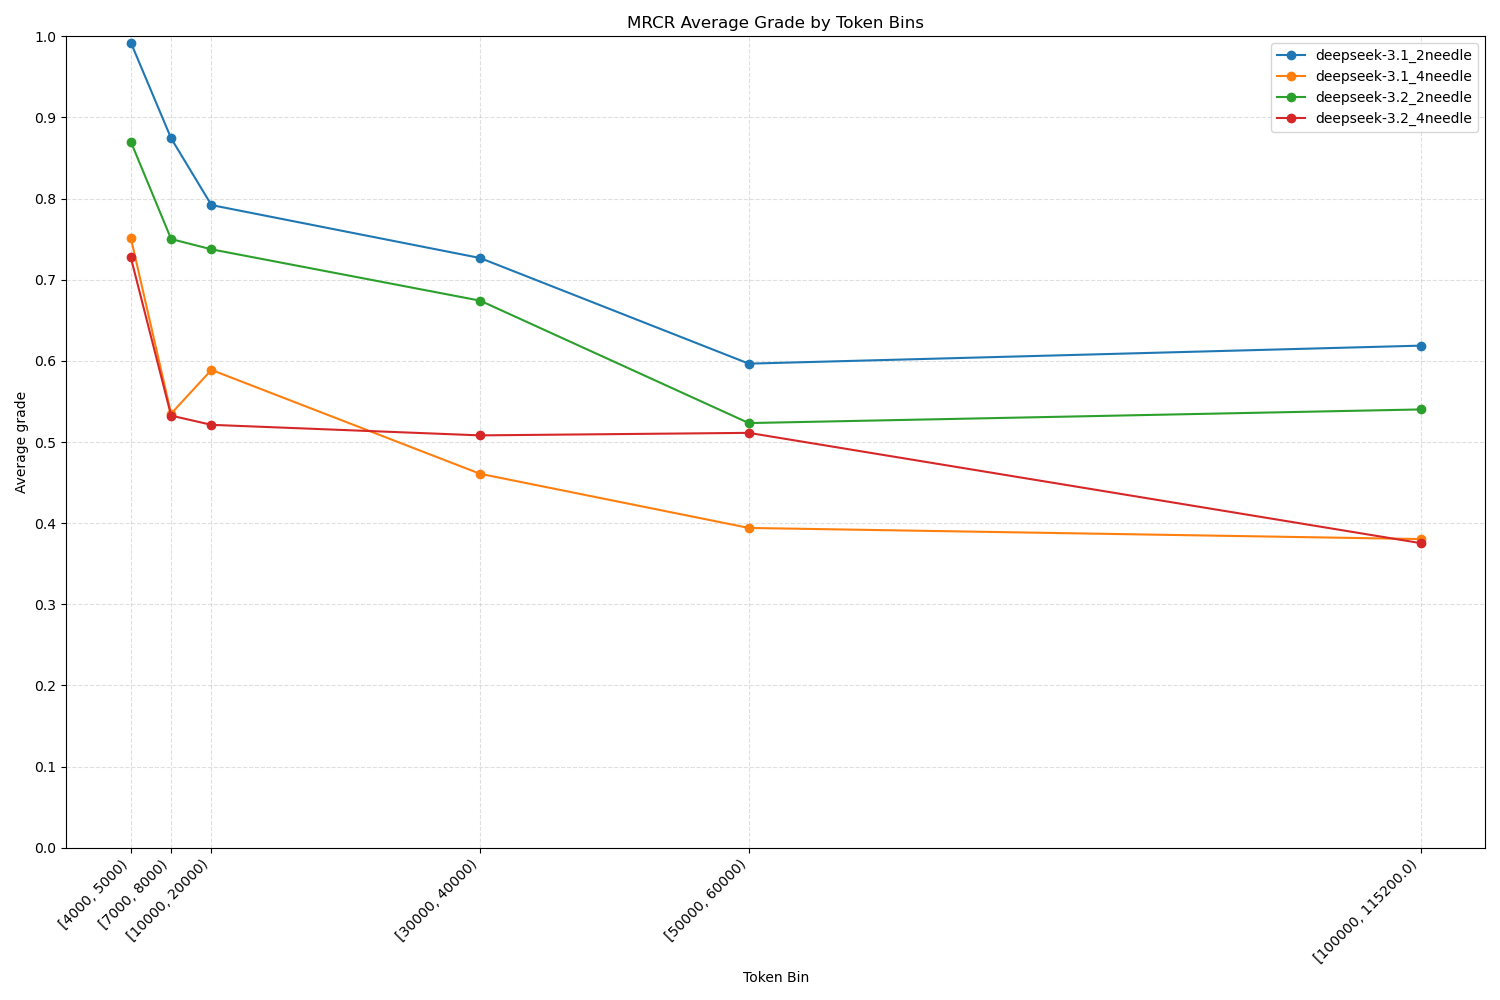 MRCR Average Grade by Token Bins
deepseek-3.1_2needle
deepseek-3.1_4needle
deepseek-3.2_2needle
deepseek-3.2_4needle
Average grade
1.0
0.9
0.8
0.7
0.6
0.5
0.4
0.3
0.2
0.1
0.0
[4000, 5000)
[7000, 8000)
[10000, 20000)
[30000, 40000)
[50000, 60000)
[100000, 115200.0)
Token Bin